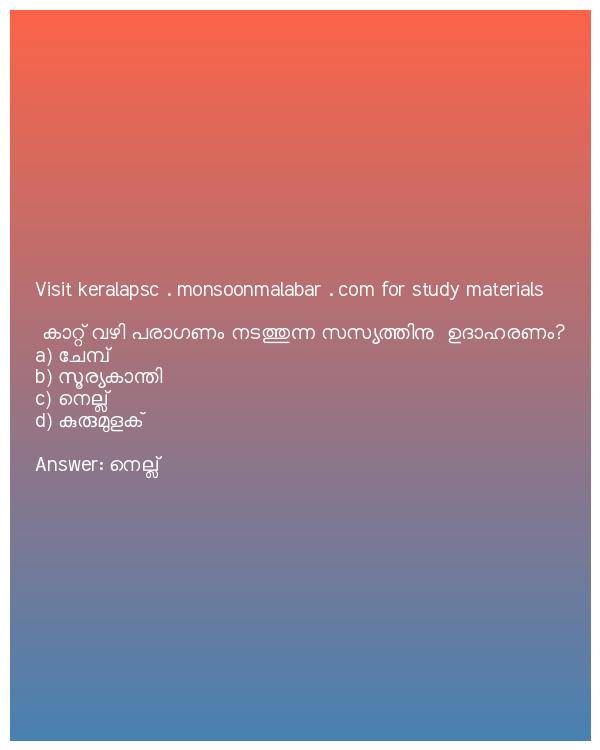 Visit keralapsc .monsoonmalabar .com for study materials
കാറ്റ് വഴി പരാഗണം നടത്തുന്ന സസ്യത്തിനു ഉദാഹരണം?
a) ചേമ്പ്
b) സൂര്യകാന്തി
c) നെല്ല്
d) കുരുമുളക്
Answer: നെല്ല്